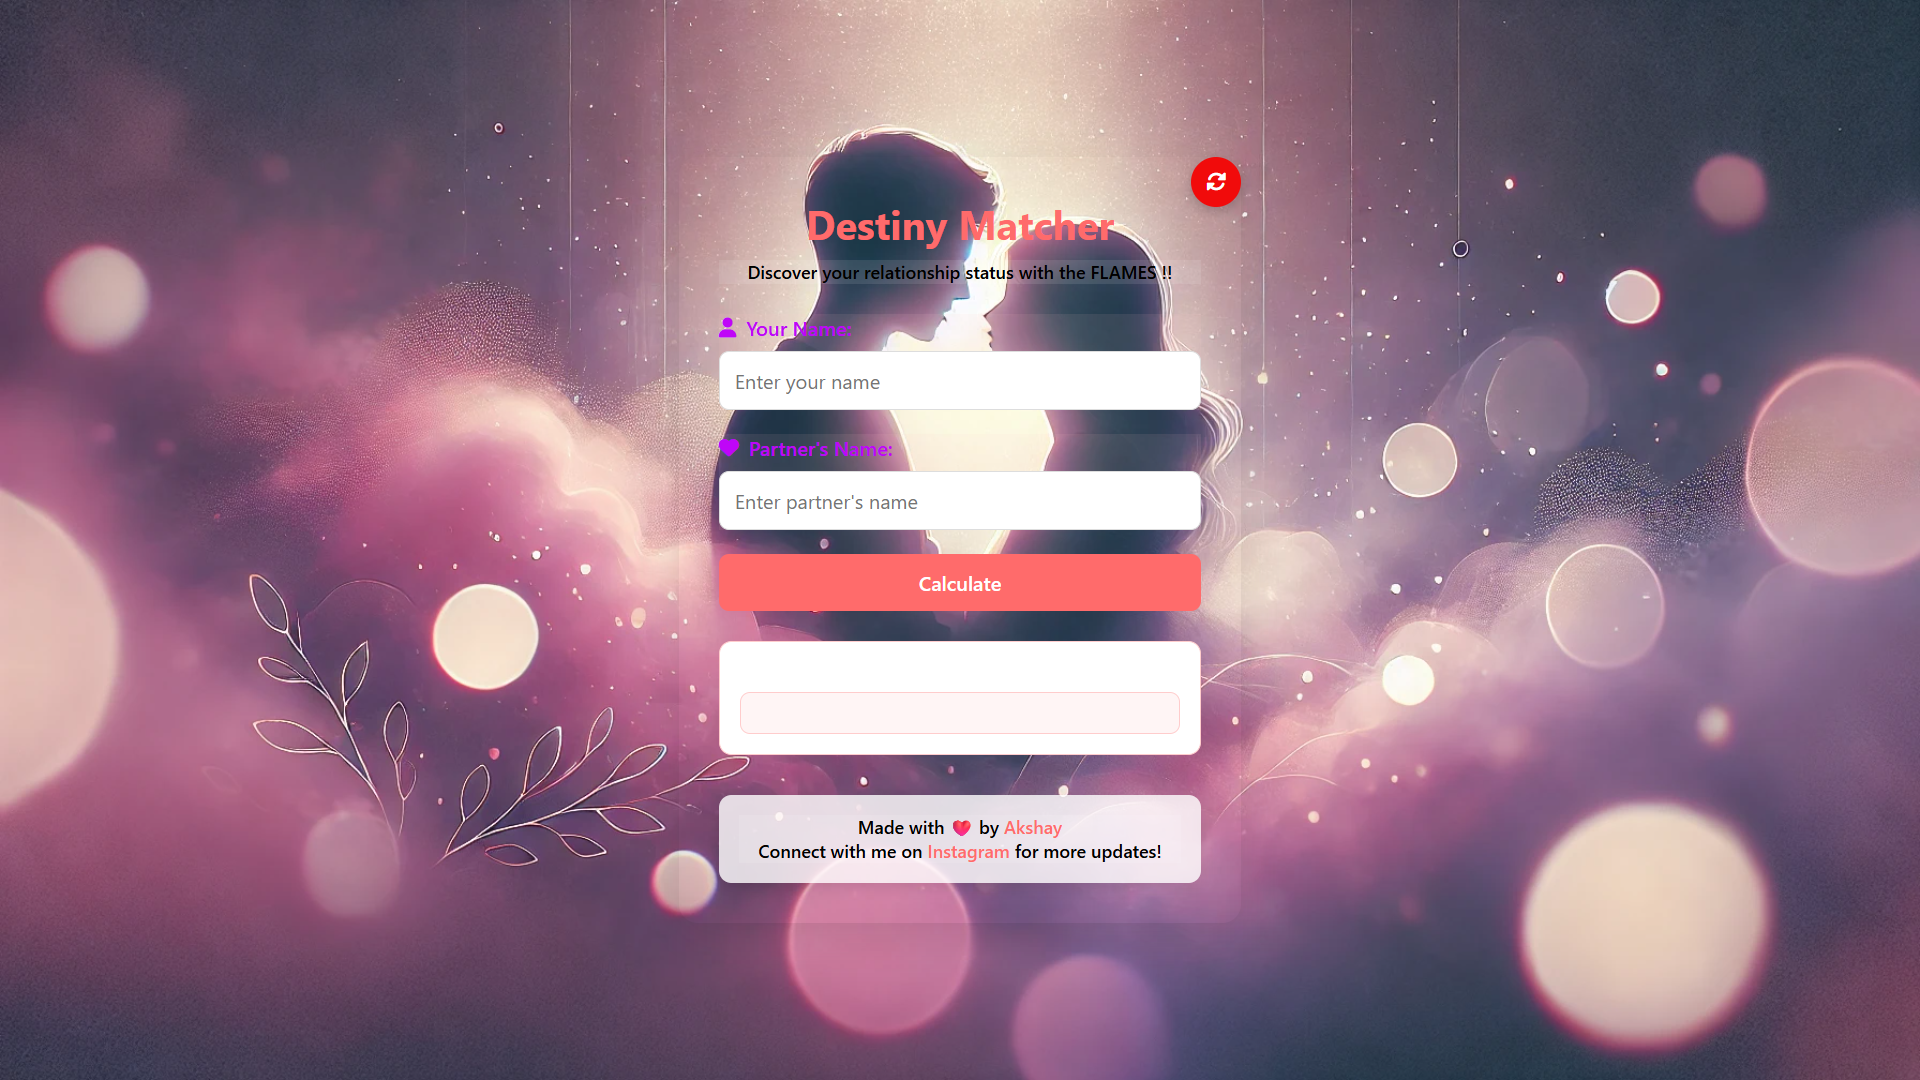 Destiny Matcher
Discover your relationship status with the FLAMES !!
Your Name:
Enter your name
Partner's Name:
Enter partner's name
Calculate
Made with ❤️ by Akshay
Connect with me on Instagram for more updates!